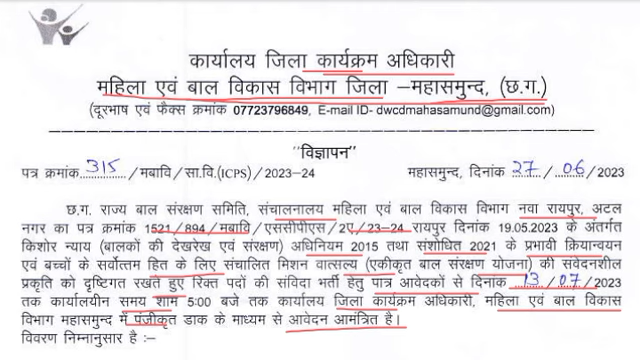 कार्यालय जिला कार्यक्रम अधिकारी
महिला एवं बाल विकास विभाग जिला –महासमुन्द, (छ.ग.)
(दूरभाष एवं फैक्स क्रमांक 07723796849, E-mail ID- dwcdmahasamund@gmail.com)
"विज्ञापन"
पत्र क्रमांक 315 /मबावि/सा.वि.(ICPS)/2023-24 महासमुन्द, दिनांक 27/06/2023
छ.ग. राज्य बाल संरक्षण समिति, संचालनालय महिला एवं बाल विकास विभाग नवा रायपुर, अटल
नगर का पत्र क्रमांक 1521/894/मबावि/एससीपीएस/2ए/23-24 रायपुर दिनांक 19.05.2023 के अंतर्गत
किशोर न्याय (बालकों की देखरेख एवं संरक्षण) अधिनियम 2015 तथा संशोधित 2021 के प्रभावी क्रियान्वयन
एवं बच्चों के सर्वोत्तम हित के लिए संचालित मिशन वात्सल्य (एकीकृत बाल संरक्षण योजना) की संवेदनशील
प्रकृति को दृष्टिगत रखते हुए रिक्त पदों की संविदा भर्ती हेतु पात्र आवेदकों से दिनांक 13/07/2023
तक कार्यालयीन समय शाम 5:00 बजे तक कार्यालय जिला कार्यक्रम अधिकारी, महिला एवं बाल विकास
विभाग महासमुन्द में पंजीकृत डाक के माध्यम से आवेदन आमंत्रित है।
विवरण निम्नानुसार है :–